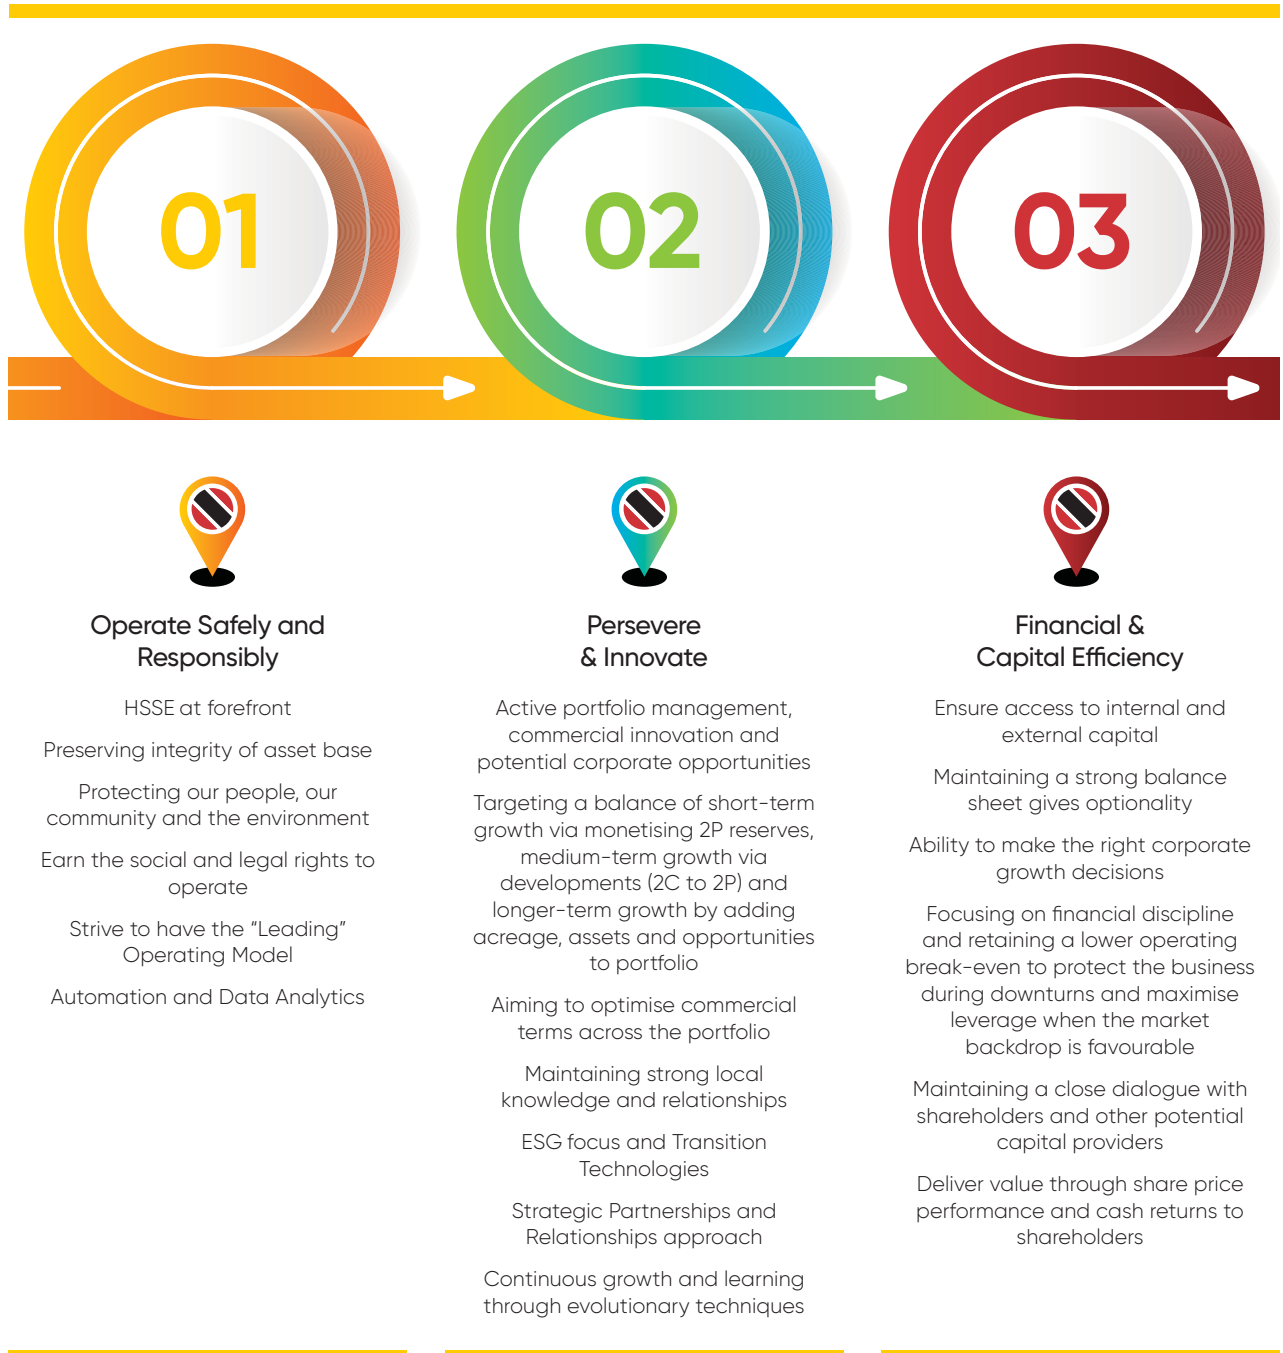 01
02
03
Operate Safely and
Responsibly
HSSE at forefront
Preserving integrity of asset base
Protecting our people, our
community and the environment
Earn the social and legal rights to
operate
Strive to have the “Leading”
Operating Model
Automation and Data Analytics
Persevere
& Innovate
Active portfolio management,
commercial innovation and
potential corporate opportunities
Targeting a balance of short-term
growth via monetising 2P reserves,
medium-term growth via
developments (2C to 2P) and
longer-term growth by adding
acreage, assets and opportunities
to portfolio
Aiming to optimise commercial
terms across the portfolio
Maintaining strong local
knowledge and relationships
ESG focus and Transition
Technologies
Strategic Partnerships and
Relationships approach
Continuous growth and learning
through evolutionary techniques
Financial &
Capital Efficiency
Ensure access to internal and
external capital
Maintaining a strong balance
sheet gives optionality
Ability to make the right corporate
growth decisions
Focusing on financial discipline
and retaining a lower operating
break-even to protect the business
during downturns and maximise
leverage when the market
backdrop is favourable
Maintaining a close dialogue with
shareholders and other potential
capital providers
Deliver value through share price
performance and cash returns to
shareholders